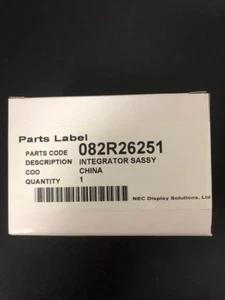 Parts Label
PARTS CODE 082R26251
DESCRIPTION INTEGRATOR SASSY
COO CHINA
QUANTITY 1
NEC Display Solutions, Ltd